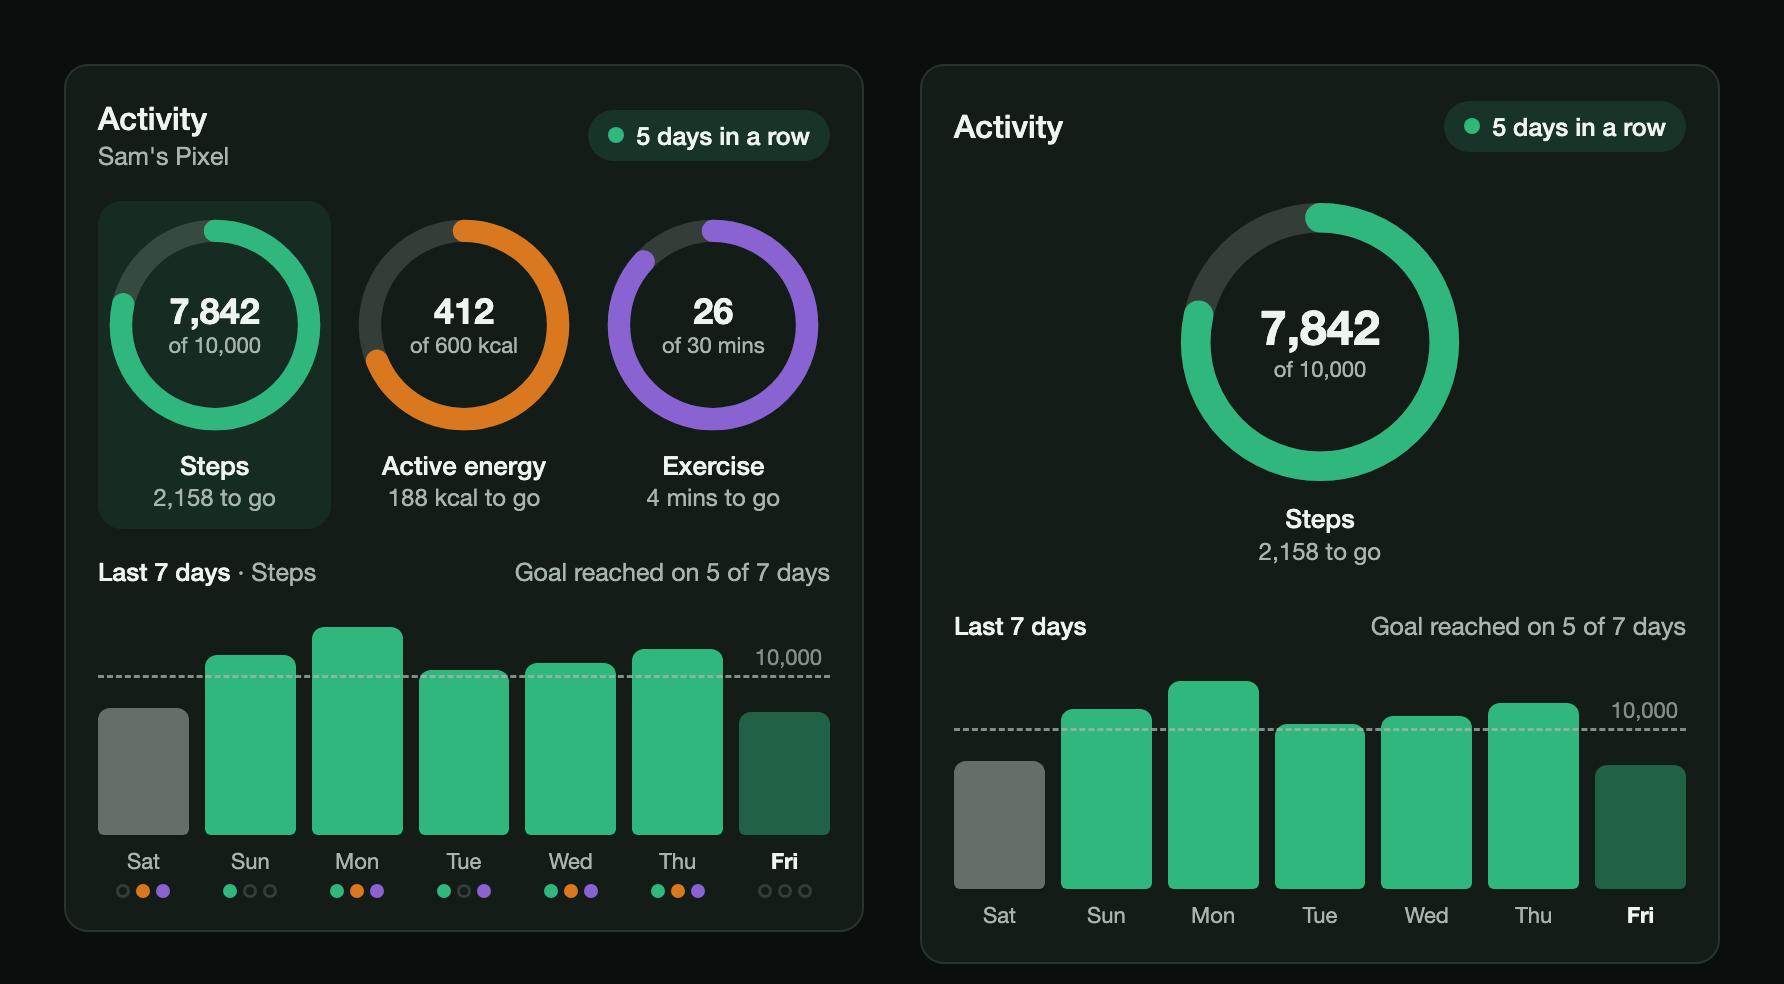 Activity
Sam's Pixel
5 days in a row
7,842
of 10,000
Steps
2,158 to go
412
of 600 kcal
Active energy
188 kcal to go
26
of 30 mins
Exercise
4 mins to go
Last 7 days · Steps
Goal reached on 5 of 7 days
10,000
Sat Sun Mon Tue Wed Thu Fri
Activity
5 days in a row
7,842
of 10,000
Steps
2,158 to go
Last 7 days
Goal reached on 5 of 7 days
10,000
Sat Sun Mon Tue Wed Thu Fri